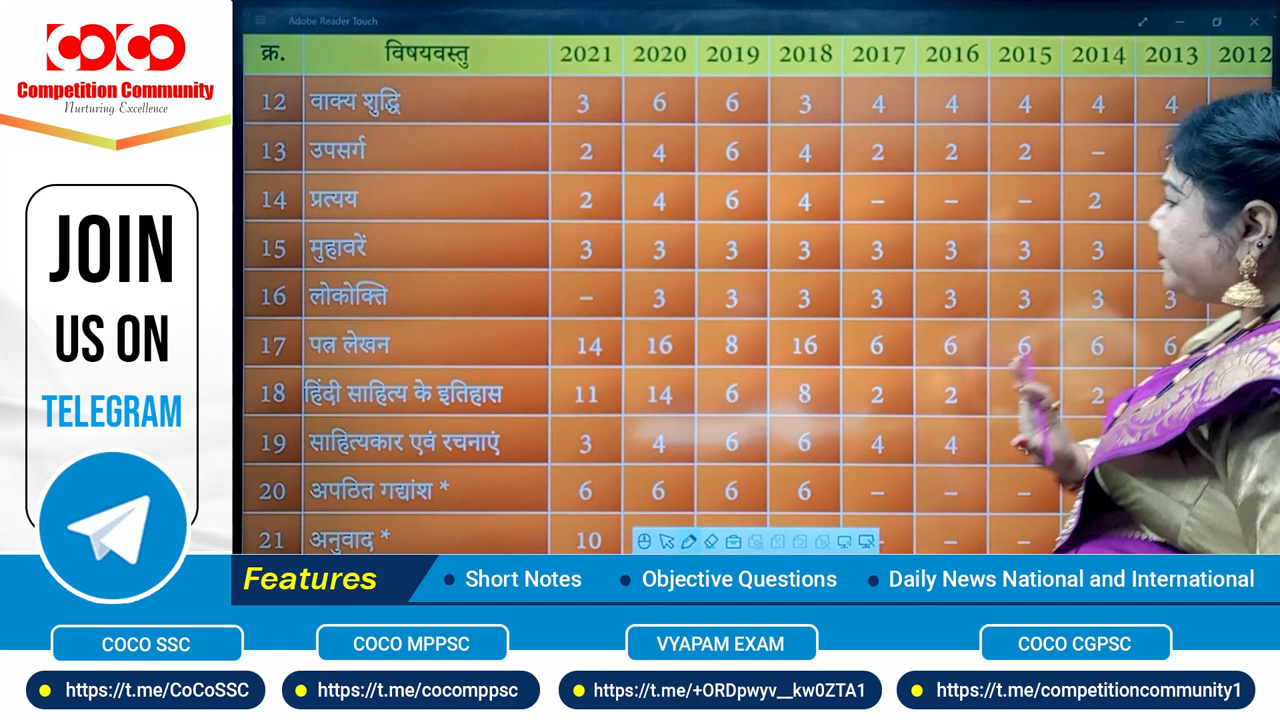 COCO
Competition Community
Nurturing Excellence
JOIN
US ON
TELEGRAM
Adobe Reader Touch
क्र. विषयवस्तु 2021 2020 2019 2018 2017 2016 2015 2014 2013 2012
12 वाक्य शुद्धि 3 6 6 3 4 4 4 4 4
13 उपसर्ग 2 4 6 4 2 2 2 –
14 प्रत्यय 2 4 6 4 – – – 2
15 मुहावरें 3 3 3 3 3 3 3 3
16 लोकोक्ति – 3 3 3 3 3 3 3 3
17 पत्र लेखन 14 16 8 16 6 6 6 6 6
18 हिंदी साहित्य के इतिहास 11 14 6 8 2 2 2
19 साहित्यकार एवं रचनाएं 3 4 6 6 4 4
20 अपठित गद्यांश * 6 6 6 6 – – –
21 अनुवाद * 10 – – –
Features • Short Notes • Objective Questions • Daily News National and International
COCO SSC COCO MPPSC VYAPAM EXAM COCO CGPSC
https://t.me/CoCoSSC https://t.me/cocomppsc https://t.me/+ORDpwyv__kw0ZTA1 https://t.me/competitioncommunity1